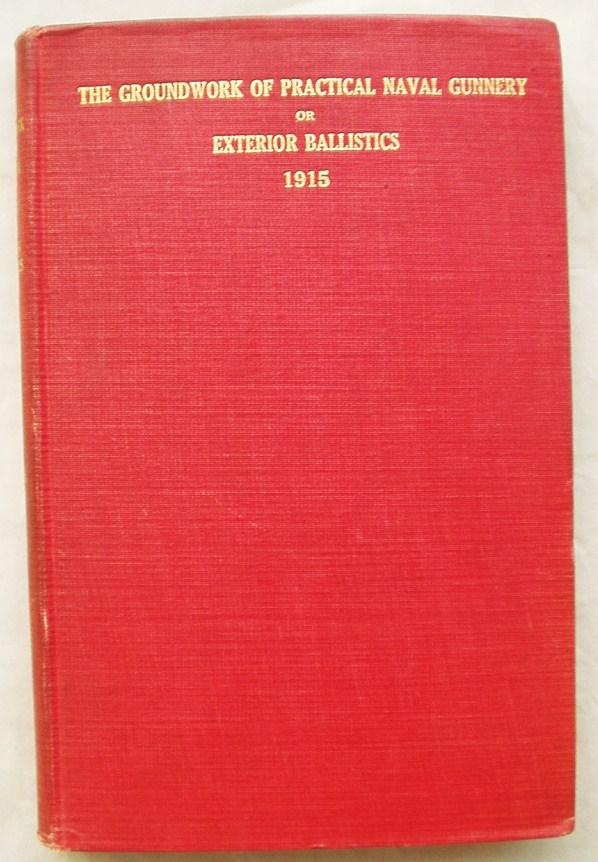 THE GROUNDWORK OF PRACTICAL NAVAL GUNNERY
OR
EXTERIOR BALLISTICS
1915